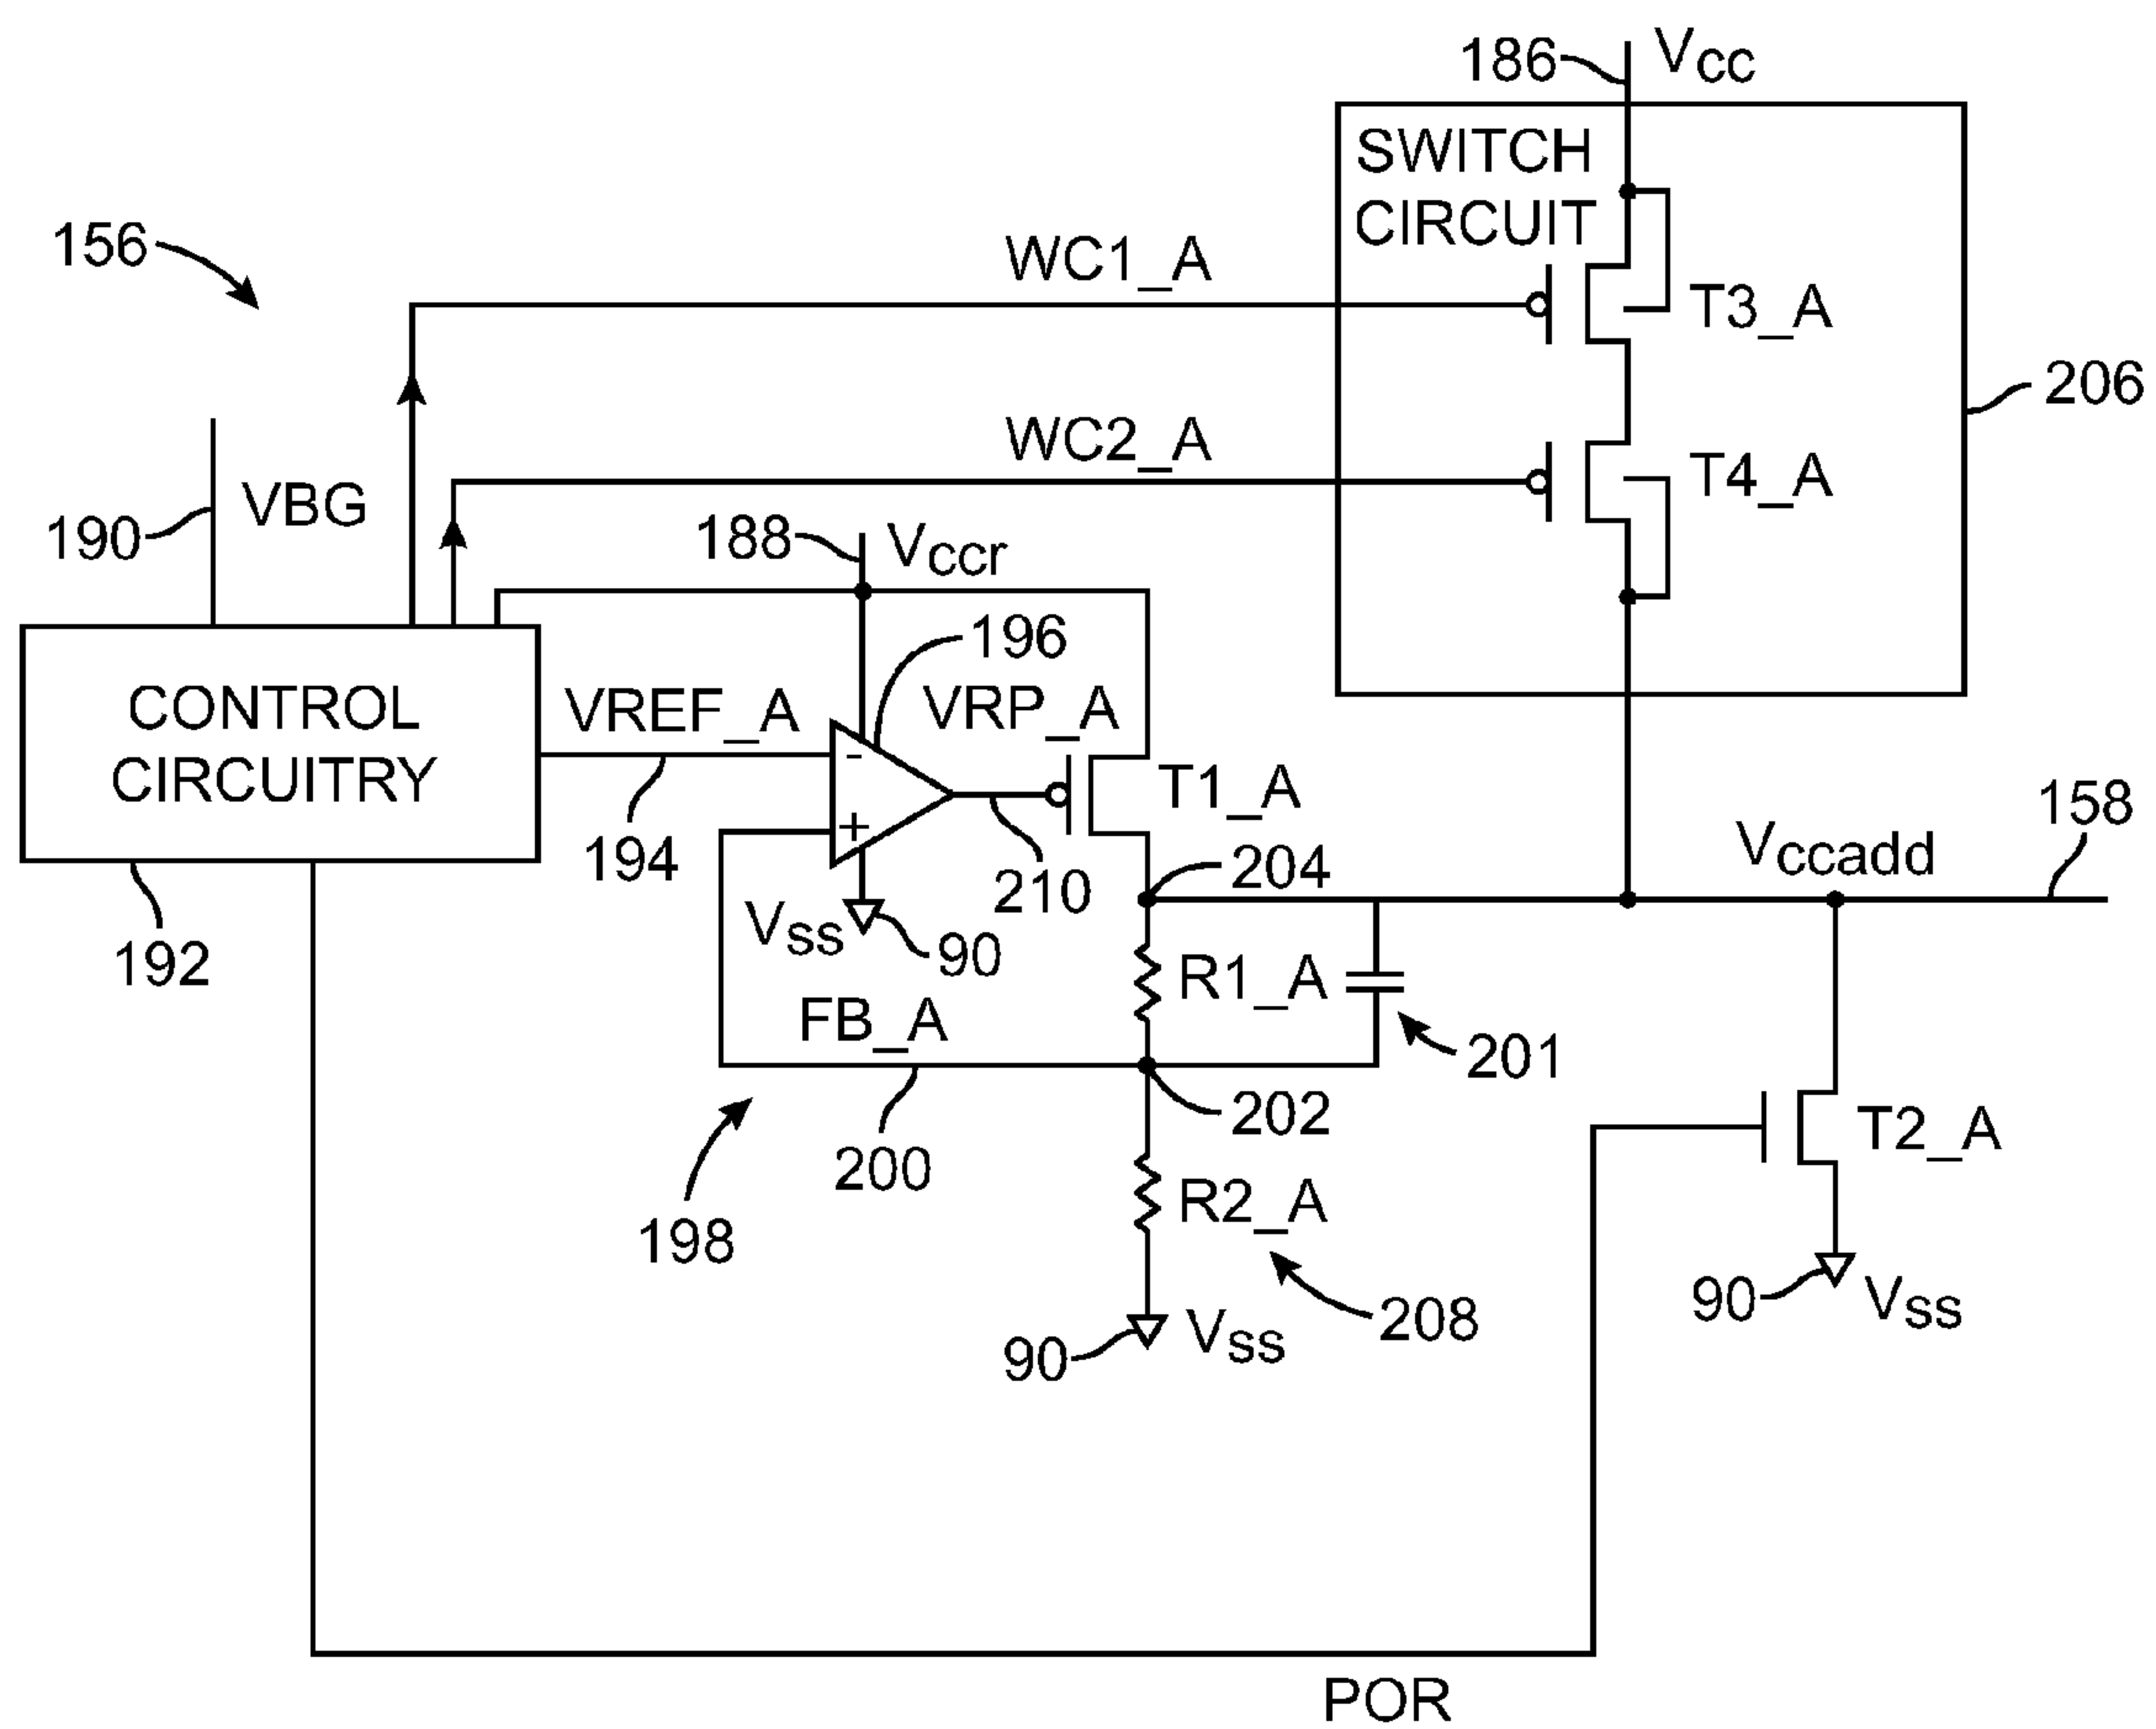 186
Vcc
SWITCH
CIRCUIT
156
WC1_A
T3_A
206
WC2_A
T4_A
190
VBG
188
Vccr
196
CONTROL
CIRCUITRY
VREF_A
VRP_A
-
+
T1_A
158
Vccadd
194
210
204
192
Vss
90
R1_A
FB_A
201
202
T2_A
200
198
R2_A
208
90
Vss
90
Vss
POR